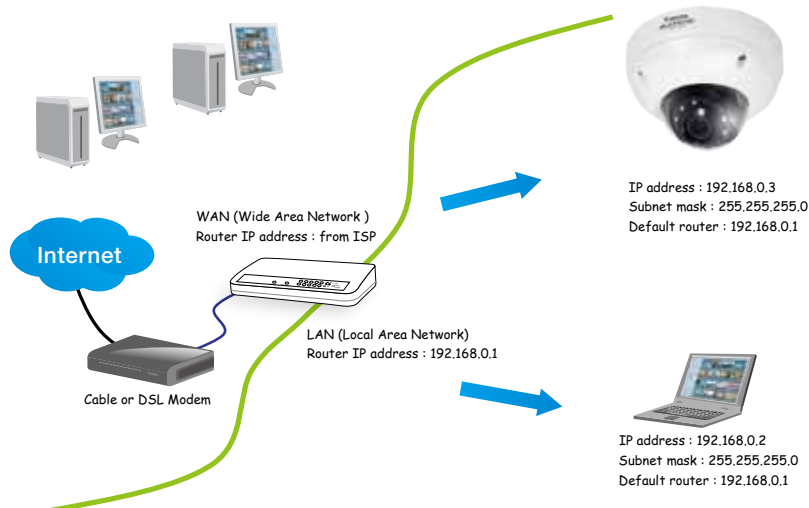 IP address : 192.168.0.3
Subnet mask : 255.255.255.0
Default router : 192.168.0.1
WAN (Wide Area Network )
Router IP address : from ISP
Internet
LAN (Local Area Network)
Router IP address : 192.168.0.1
Cable or DSL Modem
IP address : 192.168.0.2
Subnet mask : 255.255.255.0
Default router : 192.168.0.1